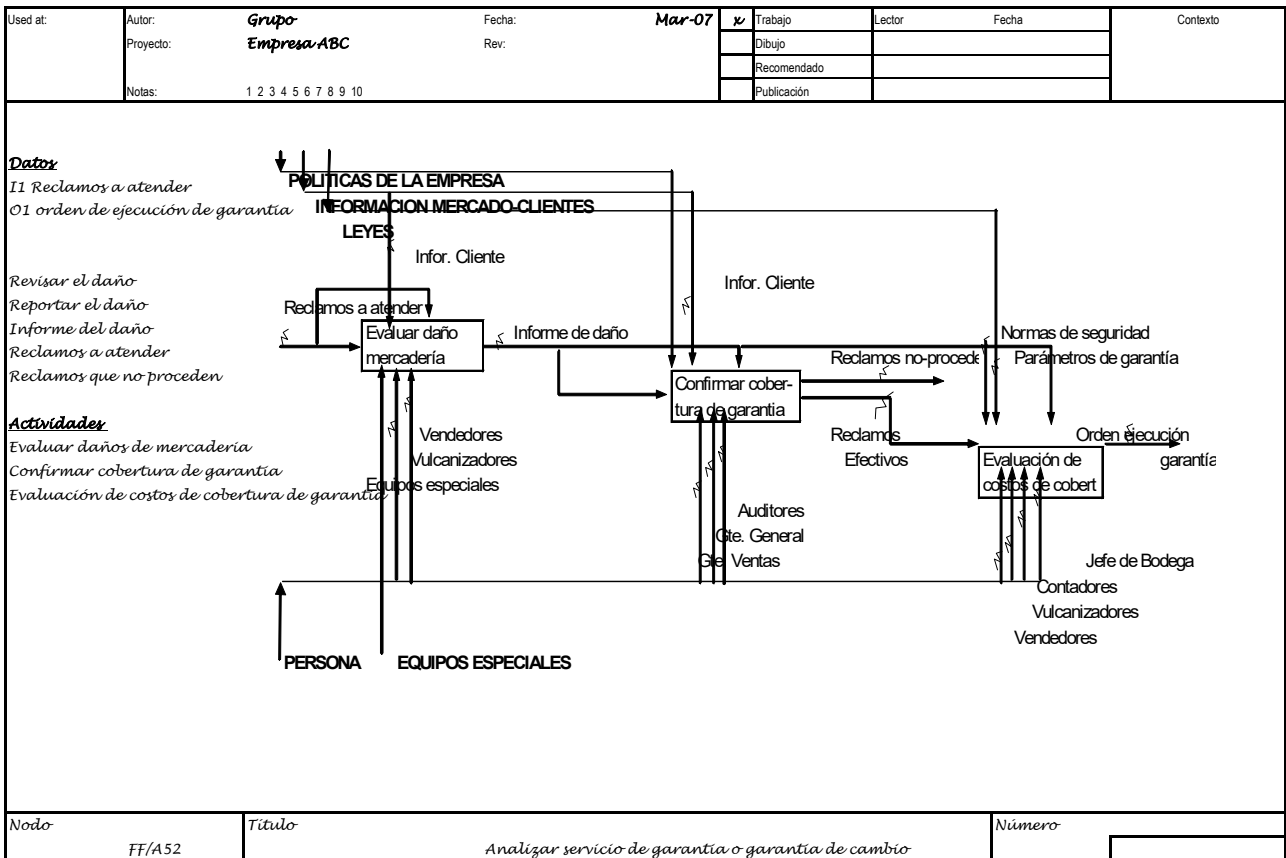 Used at:
Autor: Grupo Fecha: Mar-07 x Trabajo Lector Fecha Contexto
Proyecto: Empresa ABC Rev: Dibujo
Recomendado
Notas: 1 2 3 4 5 6 7 8 9 10 Publicación
Datos
I1 Reclamos a atender
O1 orden de ejecución de garantía
Revisar el daño
Reportar el daño
Informe del daño
Reclamos a atender
Reclamos que no proceden
Actividades
Evaluar daños de mercadería
Confirmar cobertura de garantía
Evaluación de costos de cobertura de garantía
POLITICAS DE LA EMPRESA
INFORMACION MERCADO-CLIENTES
LEYES
Infor. Cliente
Infor. Cliente
Reclamos a atender
Evaluar daño
mercadería
Informe de daño
Normas de seguridad
Reclamos no-procede
Parámetros de garantía
Confirmar cober-
tura de garantia
Vendedores
Vulcanizadores
Equipos especiales
Reclamos
Efectivos
Orden ejecución
garantía
Evaluación de
costos de cobert
Auditores
Gte. General
Gte. Ventas
Jefe de Bodega
Contadores
Vulcanizadores
Vendedores
PERSONA
EQUIPOS ESPECIALES
Nodo Título Número
FF/A52 Analizar servicio de garantía o garantía de cambio